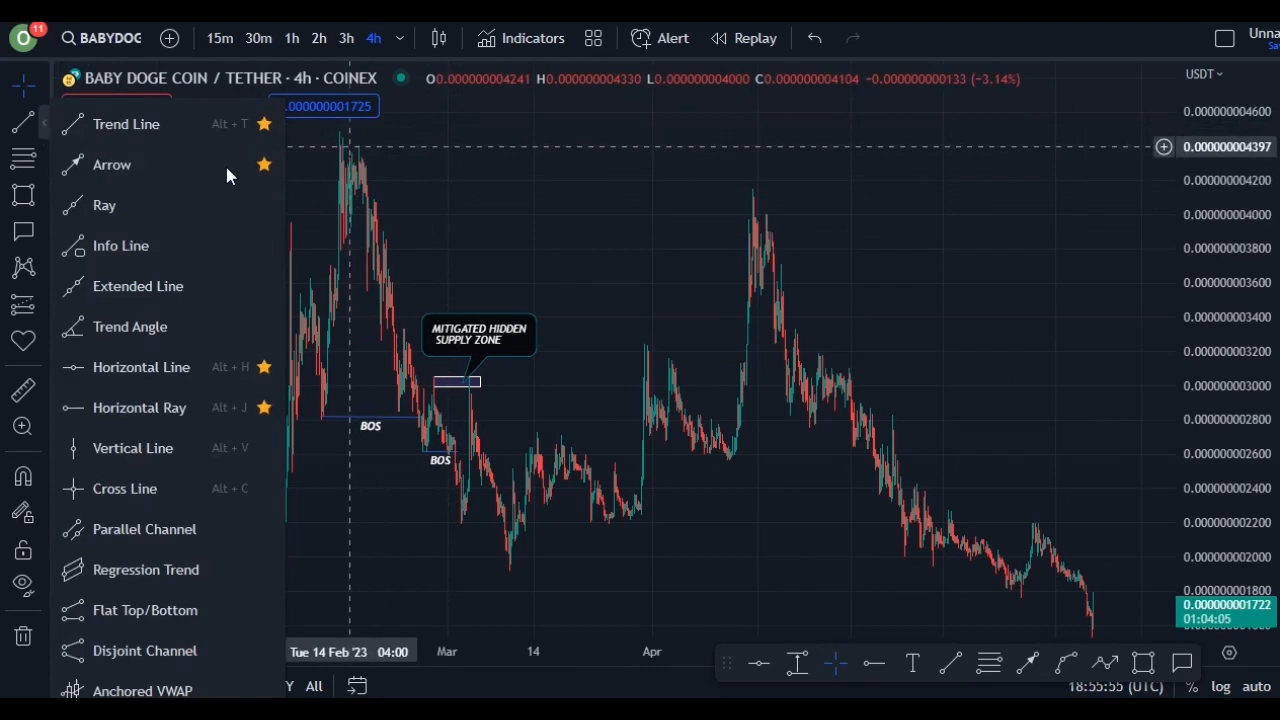 O
11
BABYDOG
15m 30m 1h 2h 3h 4h
Indicators
Alert
Replay
Unna
BABY DOGE COIN / TETHER · 4h · COINEX
O0.000000004241 H0.000000004330 L0.000000004000 C0.000000004104 −0.000000000133 (−3.14%)
USDT
.000000001725
Trend Line Alt + T
Arrow
Ray
Info Line
Extended Line
Trend Angle
Horizontal Line Alt + H
Horizontal Ray Alt + J
Vertical Line Alt + V
Cross Line Alt + C
Parallel Channel
Regression Trend
Flat Top/Bottom
Disjoint Channel
Anchored VWAP
MITIGATED HIDDEN
SUPPLY ZONE
BOS
BOS
0.000000004600
0.000000004397
0.000000004200
0.000000004000
0.000000003800
0.000000003600
0.000000003400
0.000000003200
0.000000003000
0.000000002800
0.000000002600
0.000000002400
0.000000002200
0.000000002000
0.000000001800
0.000000001722
01:04:05
Tue 14 Feb '23 04:00
Mar
14
Apr
T
Y All
18:55:55 (UTC)
% log auto